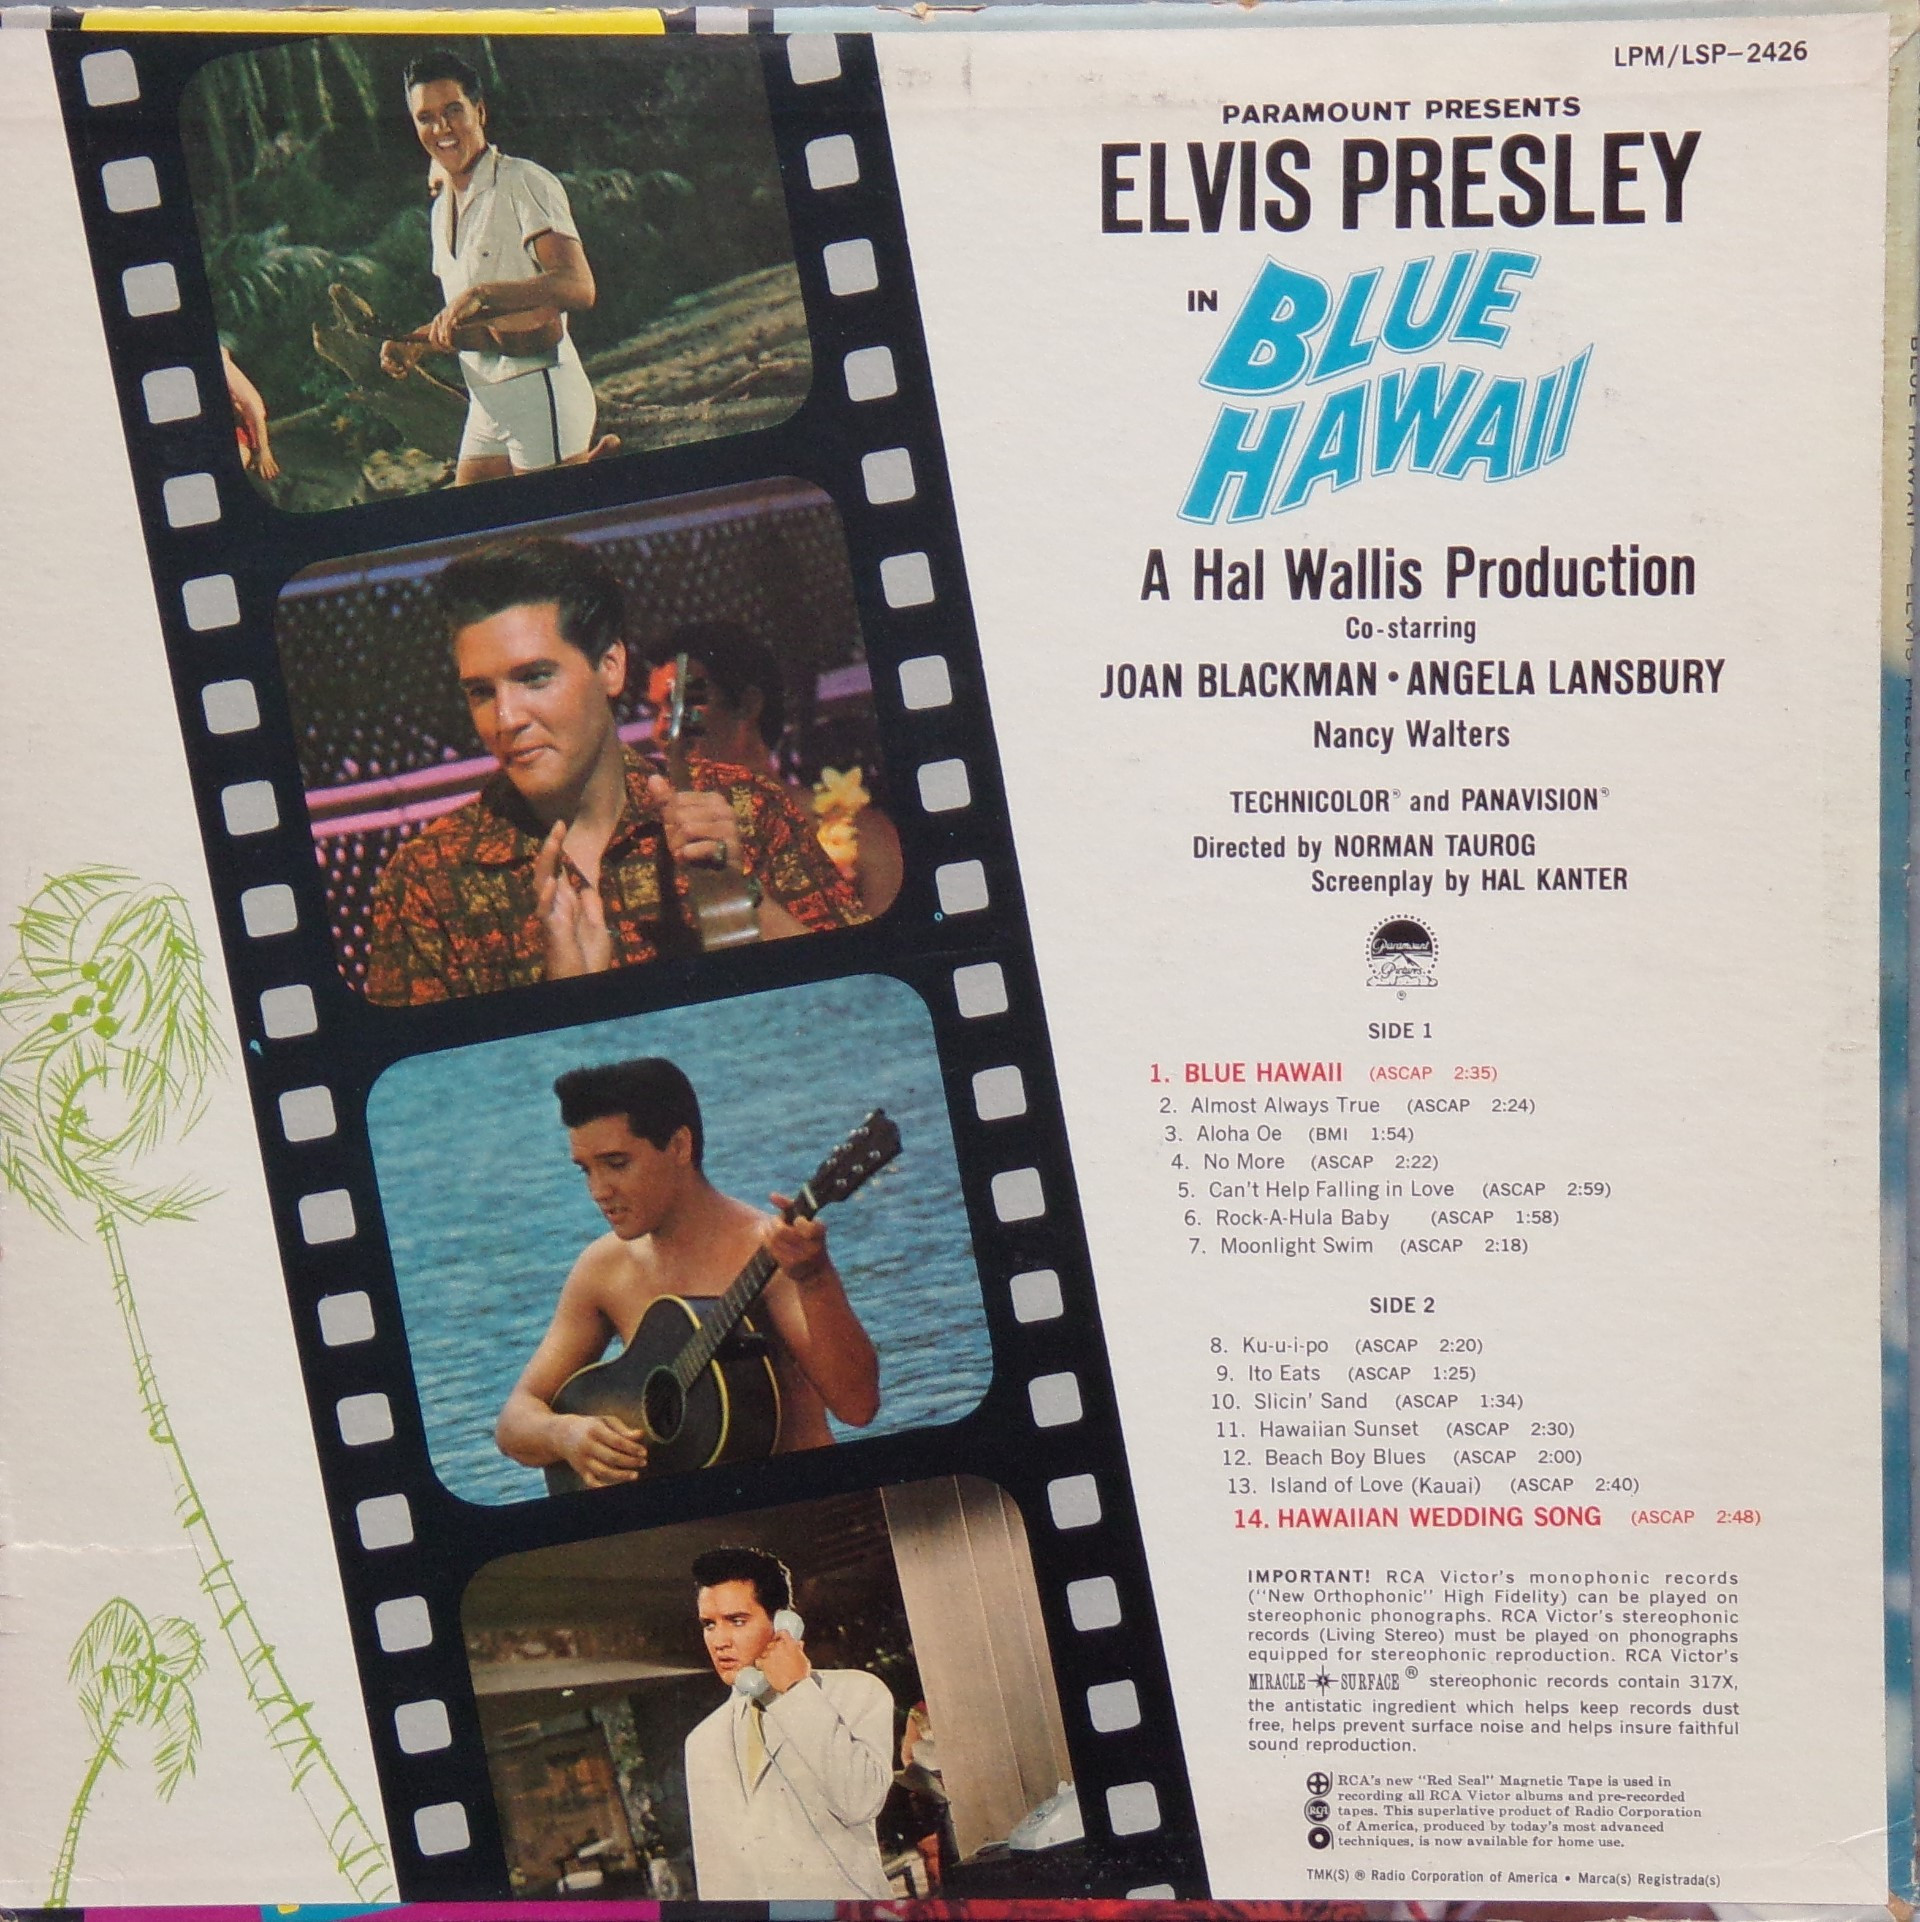 LPM/LSP-2426
PARAMOUNT PRESENTS
ELVIS PRESLEY
IN BLUE
HAWAII
A Hal Wallis Production
Co-starring
JOAN BLACKMAN • ANGELA LANSBURY
Nancy Walters
TECHNICOLOR® and PANAVISION®
Directed by NORMAN TAUROG
Screenplay by HAL KANTER
Paramount
Pictures
®
SIDE 1
1. BLUE HAWAII (ASCAP 2:35)
2. Almost Always True (ASCAP 2:24)
3. Aloha Oe (BMI 1:54)
4. No More (ASCAP 2:22)
5. Can't Help Falling in Love (ASCAP 2:59)
6. Rock-A-Hula Baby (ASCAP 1:58)
7. Moonlight Swim (ASCAP 2:18)
SIDE 2
8. Ku-u-i-po (ASCAP 2:20)
9. Ito Eats (ASCAP 1:25)
10. Slicin' Sand (ASCAP 1:34)
11. Hawaiian Sunset (ASCAP 2:30)
12. Beach Boy Blues (ASCAP 2:00)
13. Island of Love (Kauai) (ASCAP 2:40)
14. HAWAIIAN WEDDING SONG (ASCAP 2:48)
IMPORTANT! RCA Victor's monophonic records
("New Orthophonic" High Fidelity) can be played on
stereophonic phonographs. RCA Victor's stereophonic
records (Living Stereo) must be played on phonographs
equipped for stereophonic reproduction. RCA Victor's
MIRACLE SURFACE® stereophonic records contain 317X,
the antistatic ingredient which helps keep records dust
free, helps prevent surface noise and helps insure faithful
sound reproduction.
RCA's new "Red Seal" Magnetic Tape is used in
recording all RCA Victor albums and pre-recorded
RCA tapes. This superlative product of Radio Corporation
of America, produced by today's most advanced
techniques, is now available for home use.
TMK(S) ® Radio Corporation of America • Marca(s) Registrada(s)
BLUE HAWAII ELVIS PRESLEY